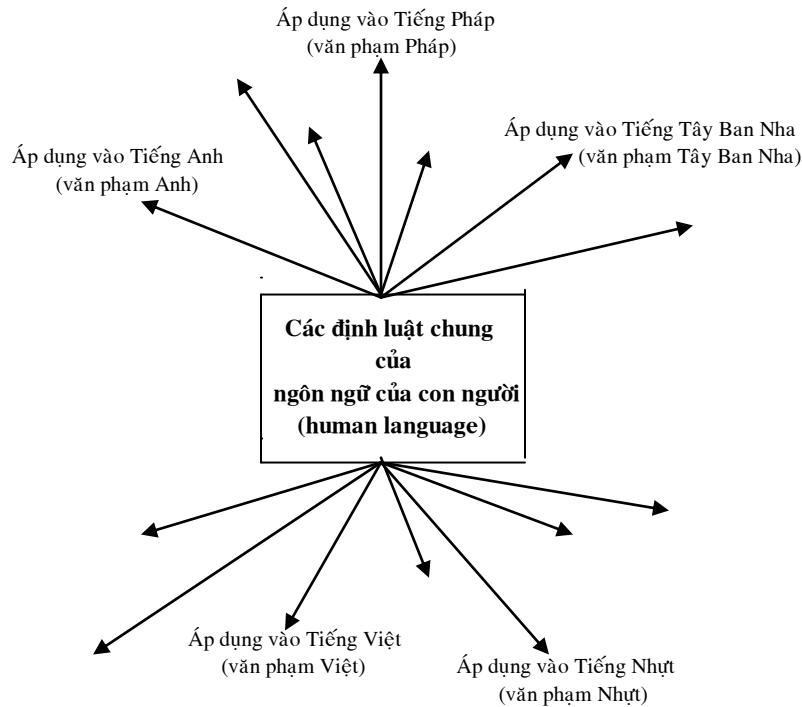 Áp dụng vào Tiếng Pháp
(văn phạm Pháp)
Áp dụng vào Tiếng Tây Ban Nha
(văn phạm Tây Ban Nha)
Áp dụng vào Tiếng Anh
(văn phạm Anh)
Các định luật chung
của
ngôn ngữ của con người
(human language)
Áp dụng vào Tiếng Việt
(văn phạm Việt)
Áp dụng vào Tiếng Nhựt
(văn phạm Nhựt)